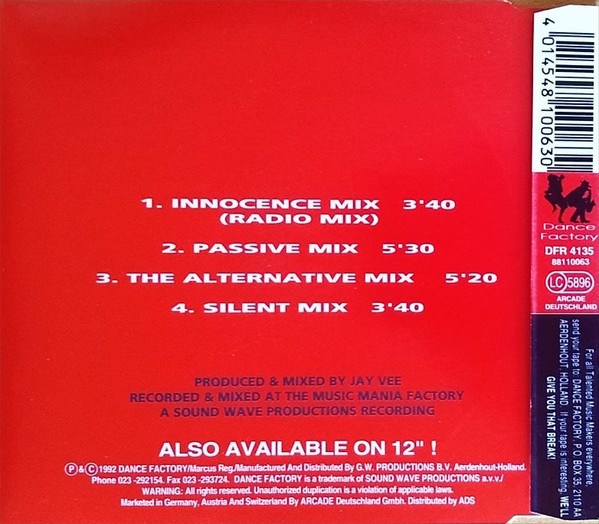 1. INNOCENCE MIX 3'40
(RADIO MIX)
2. PASSIVE MIX 5'30
3. THE ALTERNATIVE MIX 5'20
4. SILENT MIX 3'40
PRODUCED & MIXED BY JAY VEE
RECORDED & MIXED AT THE MUSIC MANIA FACTORY
A SOUND WAVE PRODUCTIONS RECORDING
ALSO AVAILABLE ON 12" !
Ⓟ & © 1992 DANCE FACTORY/Marcus Reg./Manufactured And Distributed By G.W. PRODUCTIONS B.V. Aerdenhout-Holland.
Phone 023 -292154. Fax 023 -293724. DANCE FACTORY is a trademark of SOUND WAVE PRODUCTIONS a.v.v./
WARNING: All rights reserved. Unauthorized duplication is a violation of applicable laws.
Marketed in Germany, Austria And Switzerland By ARCADE Deutschland Gmbh. Distributed by ADS
4 014548 100630
Dance
Factory
DFR 4135
88110063
LC 5896
ARCADE
DEUTSCHLAND
For all Talented Music Makers everywhere,
send your tape to: DANCE FACTORY, P.O. BOX 35, 2110 AA
AERDENHOUT, HOLLAND. If your tape is interesting, WE'LL
GIVE YOU THAT BREAK!